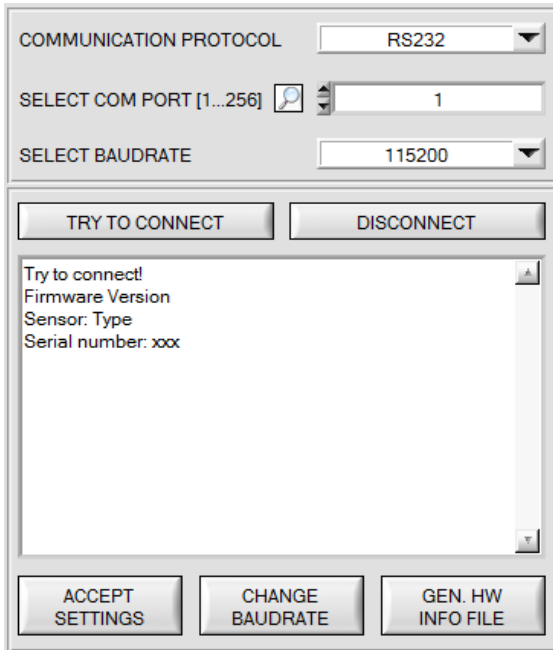 COMMUNICATION PROTOCOL RS232
SELECT COM PORT [1...256] 1
SELECT BAUDRATE 115200
TRY TO CONNECT DISCONNECT
Try to connect!
Firmware Version
Sensor: Type
Serial number: xxx
ACCEPT SETTINGS
CHANGE BAUDRATE
GEN. HW INFO FILE